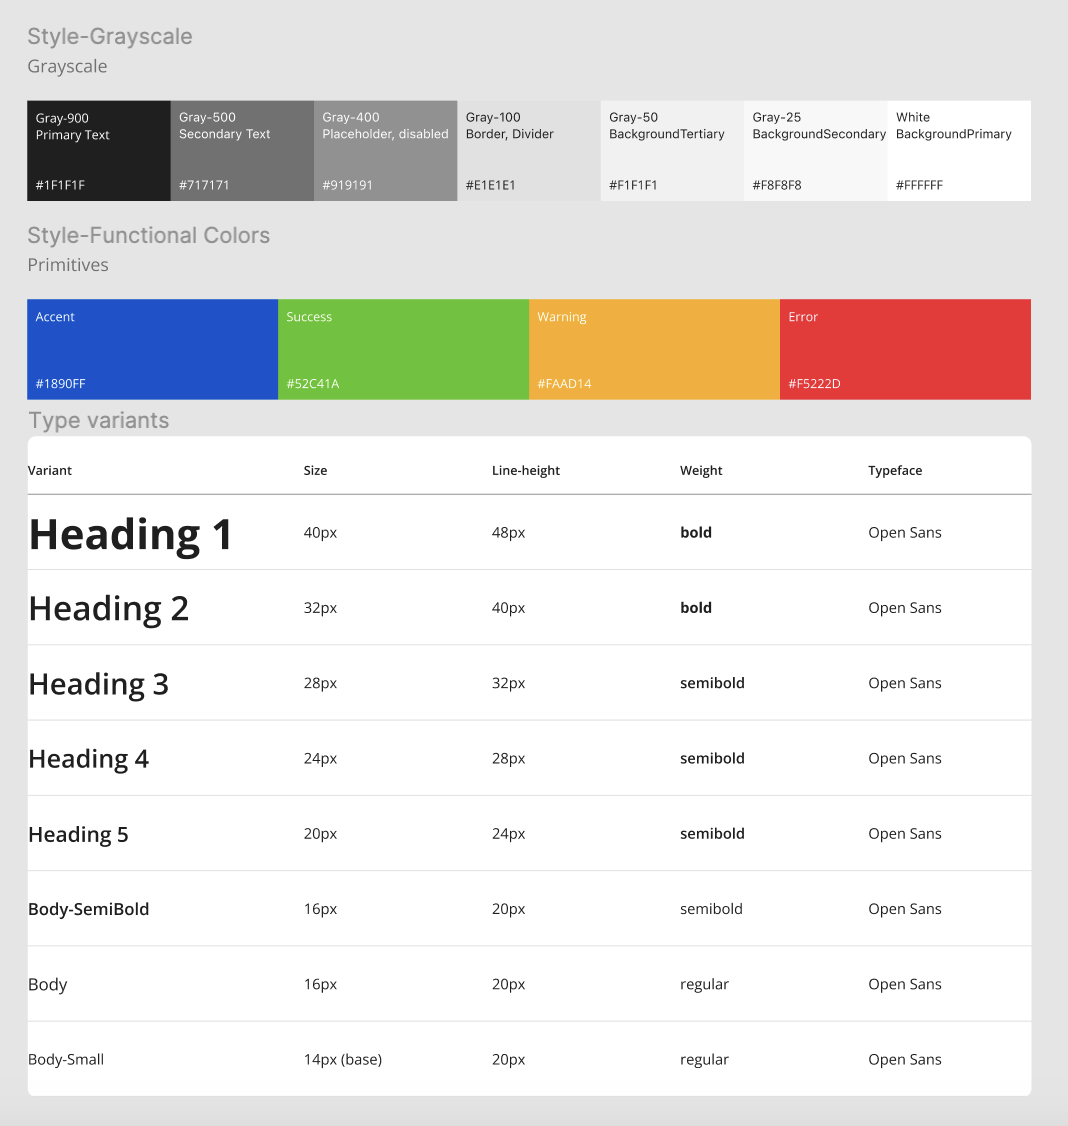 Style-Grayscale
Grayscale
Gray-900
Primary Text
#1F1F1F
Gray-500
Secondary Text
#717171
Gray-400
Placeholder, disabled
#919191
Gray-100
Border, Divider
#E1E1E1
Gray-50
BackgroundTertiary
#F1F1F1
Gray-25
BackgroundSecondary
#F8F8F8
White
BackgroundPrimary
#FFFFFF
Style-Functional Colors
Primitives
Accent
#1890FF
Success
#52C41A
Warning
#FAAD14
Error
#F5222D
Type variants
Variant Size Line-height Weight Typeface
Heading 1 40px 48px bold Open Sans
Heading 2 32px 40px bold Open Sans
Heading 3 28px 32px semibold Open Sans
Heading 4 24px 28px semibold Open Sans
Heading 5 20px 24px semibold Open Sans
Body-SemiBold 16px 20px semibold Open Sans
Body 16px 20px regular Open Sans
Body-Small 14px (base) 20px regular Open Sans